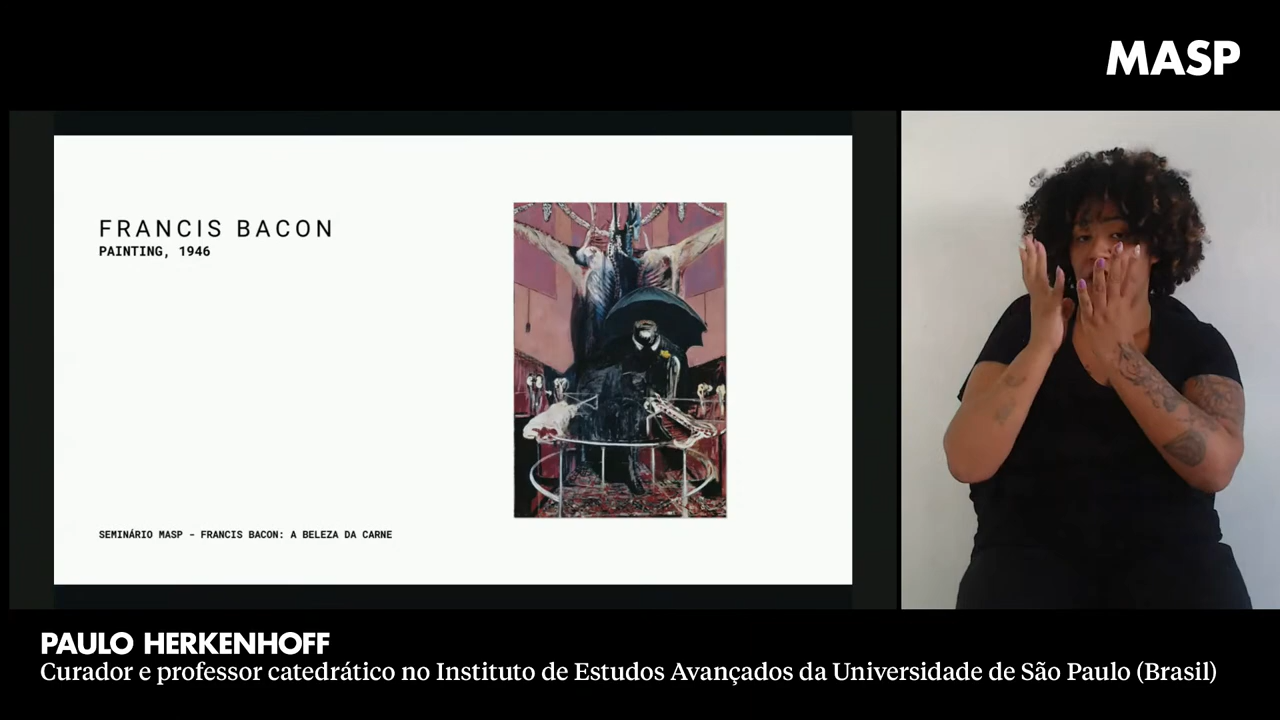 MASP
FRANCIS BACON
PAINTING, 1946
SEMINÁRIO MASP - FRANCIS BACON: A BELEZA DA CARNE
PAULO HERKENHOFF
Curador e professor catedrático no Instituto de Estudos Avançados da Universidade de São Paulo (Brasil)